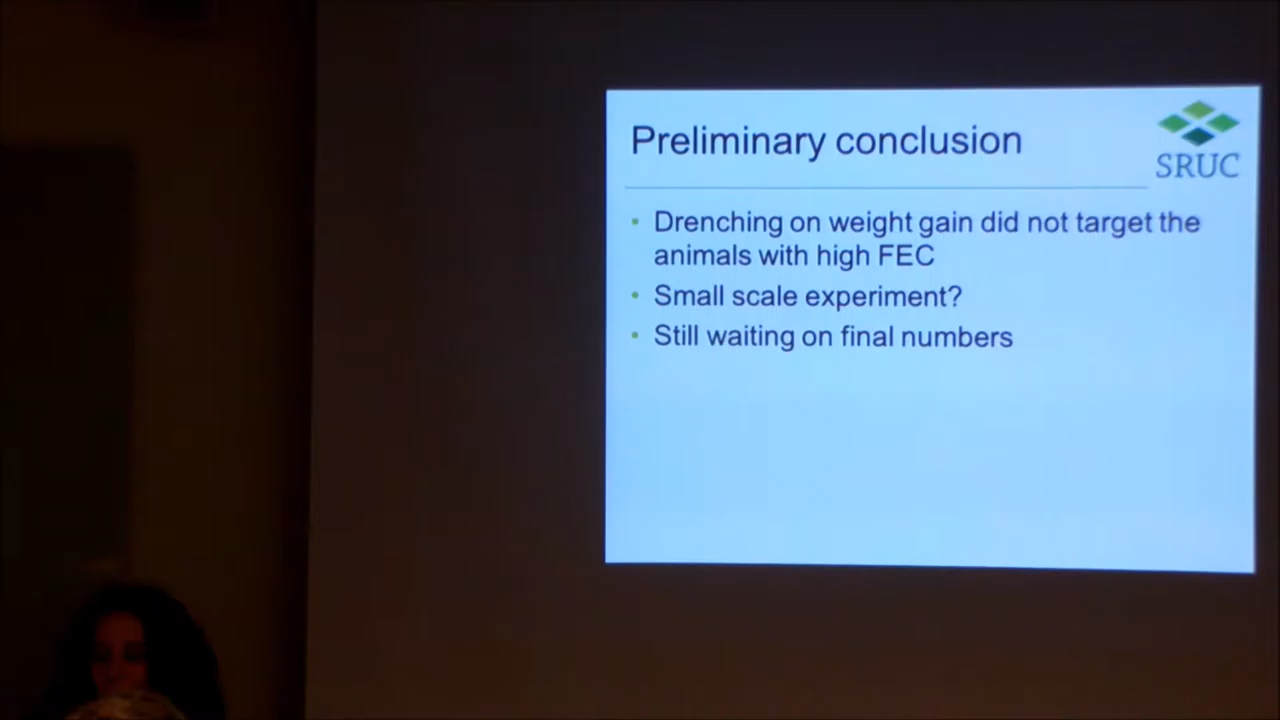 Preliminary conclusion
SRUC
• Drenching on weight gain did not target the
animals with high FEC
• Small scale experiment?
• Still waiting on final numbers